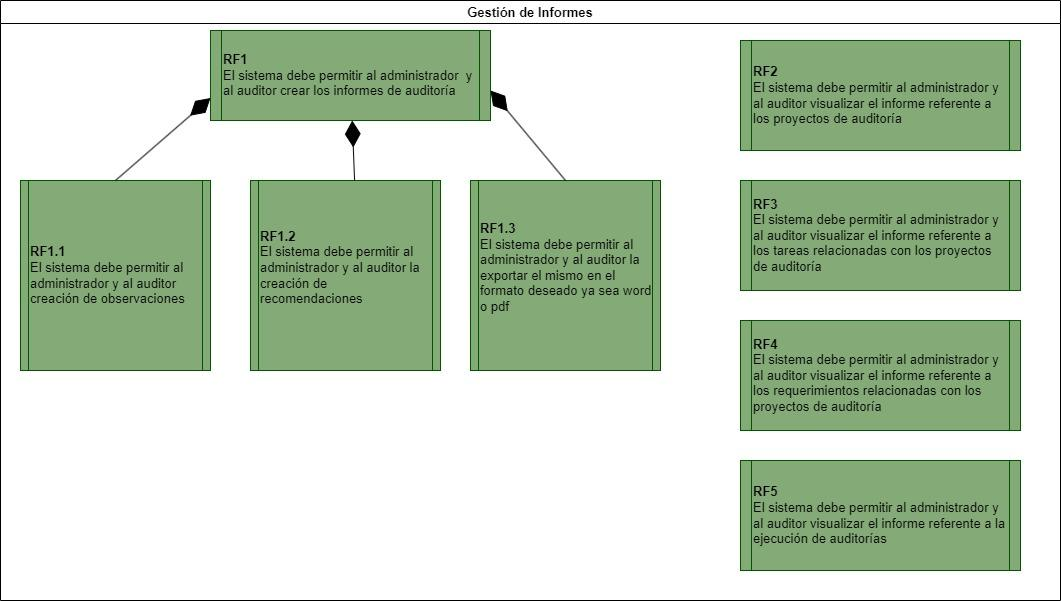 Gestión de Informes
RF1
El sistema debe permitir al administrador y
al auditor crear los informes de auditoría
RF1.1
El sistema debe permitir al
administrador y al auditor
creación de observaciones
RF1.2
El sistema debe permitir al
administrador y al auditor la
creación de
recomendaciones
RF1.3
El sistema debe permitir al
administrador y al auditor la
exportar el mismo en el
formato deseado ya sea word
o pdf
RF2
El sistema debe permitir al administrador y
al auditor visualizar el informe referente a
los proyectos de auditoría
RF3
El sistema debe permitir al administrador y
al auditor visualizar el informe referente a
los tareas relacionadas con los proyectos
de auditoría
RF4
El sistema debe permitir al administrador y
al auditor visualizar el informe referente a
los requerimientos relacionadas con los
proyectos de auditoría
RF5
El sistema debe permitir al administrador y
al auditor visualizar el informe referente a la
ejecución de auditorías